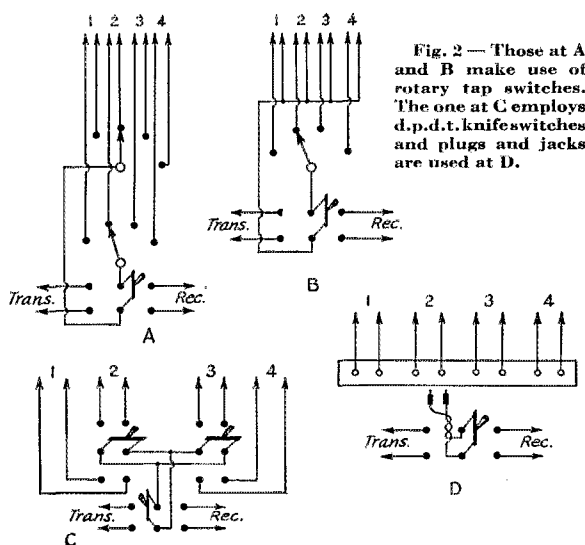 1 2 3 4
Trans. Rec.
A
1 2 3 4
Trans. Rec.
B
Fig. 2 — Those at A
and B make use of
rotary tap switches.
The one at C employs
d.p.d.t. knife switches
and plugs and jacks
are used at D.
1 2 3 4
Trans. Rec.
C
1 2 3 4
Trans. Rec.
D